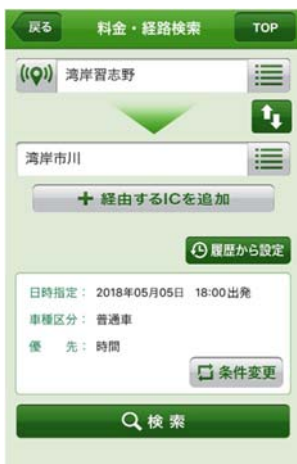 戻る 料金・経路検索 TOP
湾岸習志野
湾岸市川
+ 経由するICを追加
履歴から設定
日時指定： 2018年05月05日 18:00出発
車種区分： 普通車
優　先： 時間
条件変更
検索